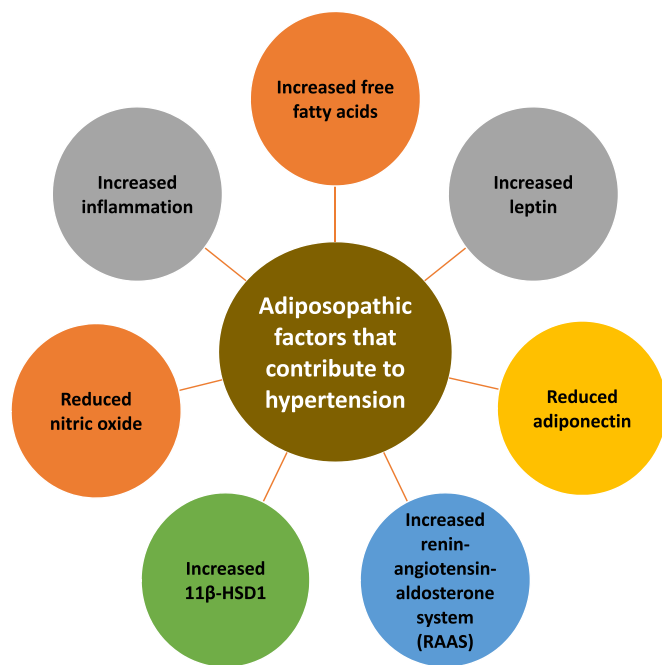 Increased free
fatty acids
Increased
inflammation
Increased
leptin
Adiposopathic
factors that
contribute to
hypertension
Reduced
nitric oxide
Reduced
adiponectin
Increased
11β-HSD1
Increased
renin-
angiotensin-
aldosterone
system
(RAAS)